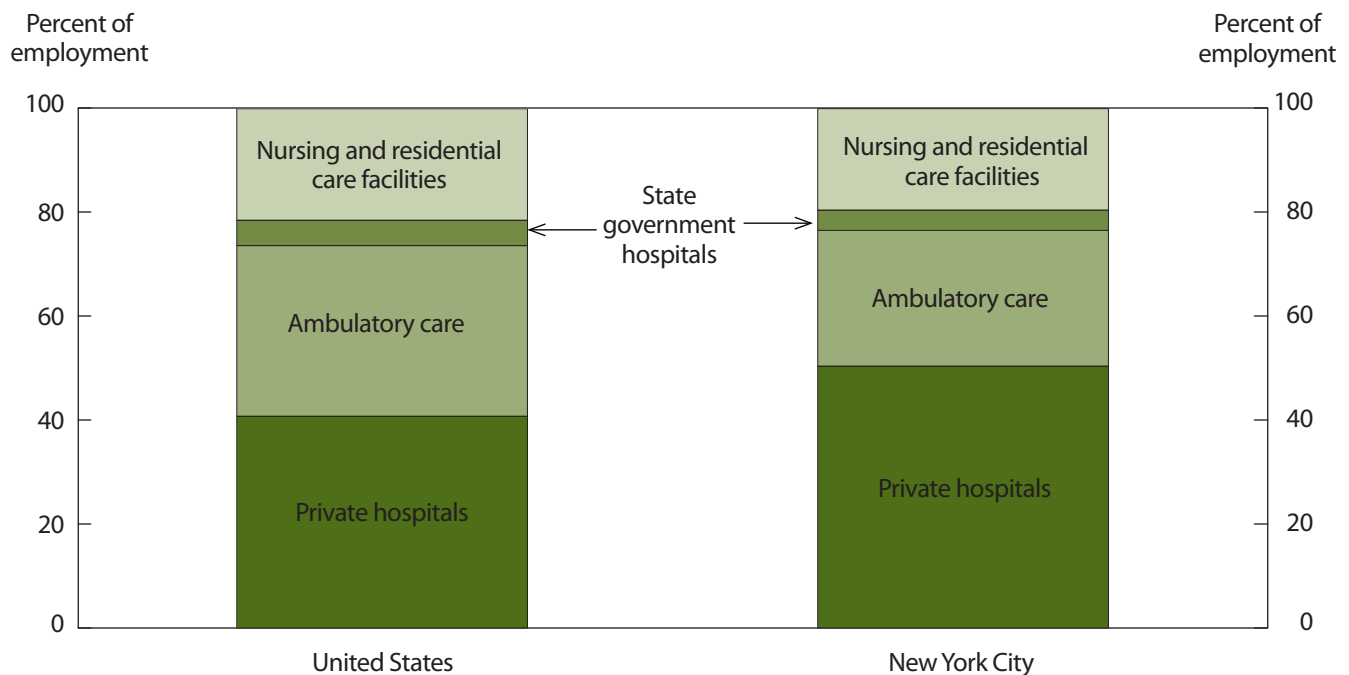 Percent of
employment
Percent of
employment
100
80
60
40
20
0
Nursing and residential
care facilities
Ambulatory care
Private hospitals
State
government
hospitals
Nursing and residential
care facilities
Ambulatory care
Private hospitals
100
80
60
40
20
0
United States
New York City